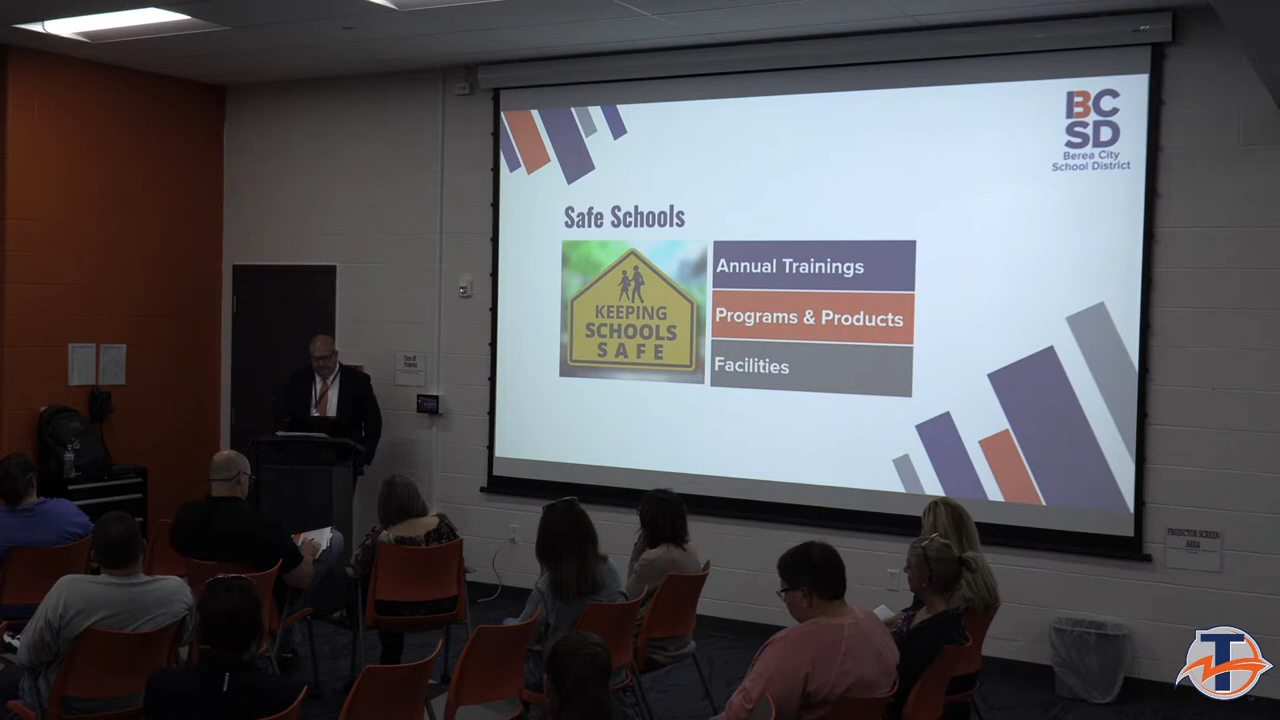 BC
SD
Berea City
School District
Safe Schools
KEEPING
SCHOOLS
SAFE
Annual Trainings
Programs & Products
Facilities
PROJECTOR SCREEN
AREA
T